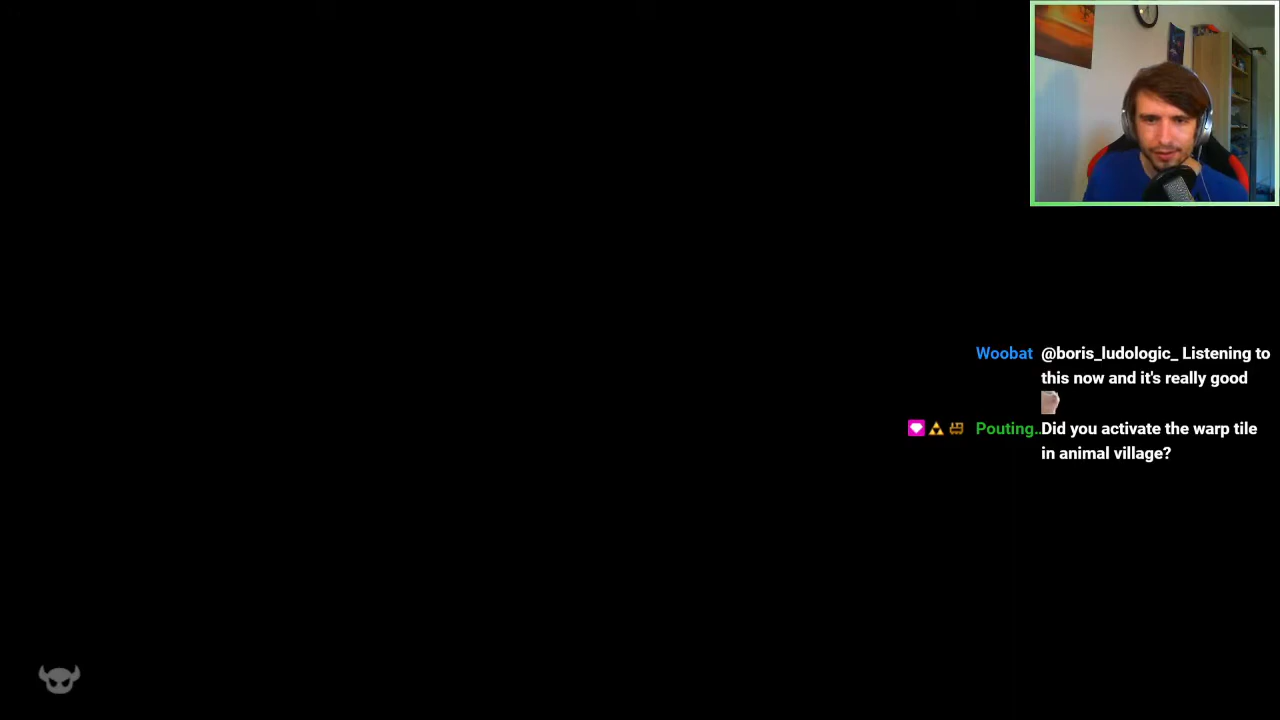 Woobat @boris_ludologic_ Listening to
this now and it's really good
Pouting.. Did you activate the warp tile
in animal village?